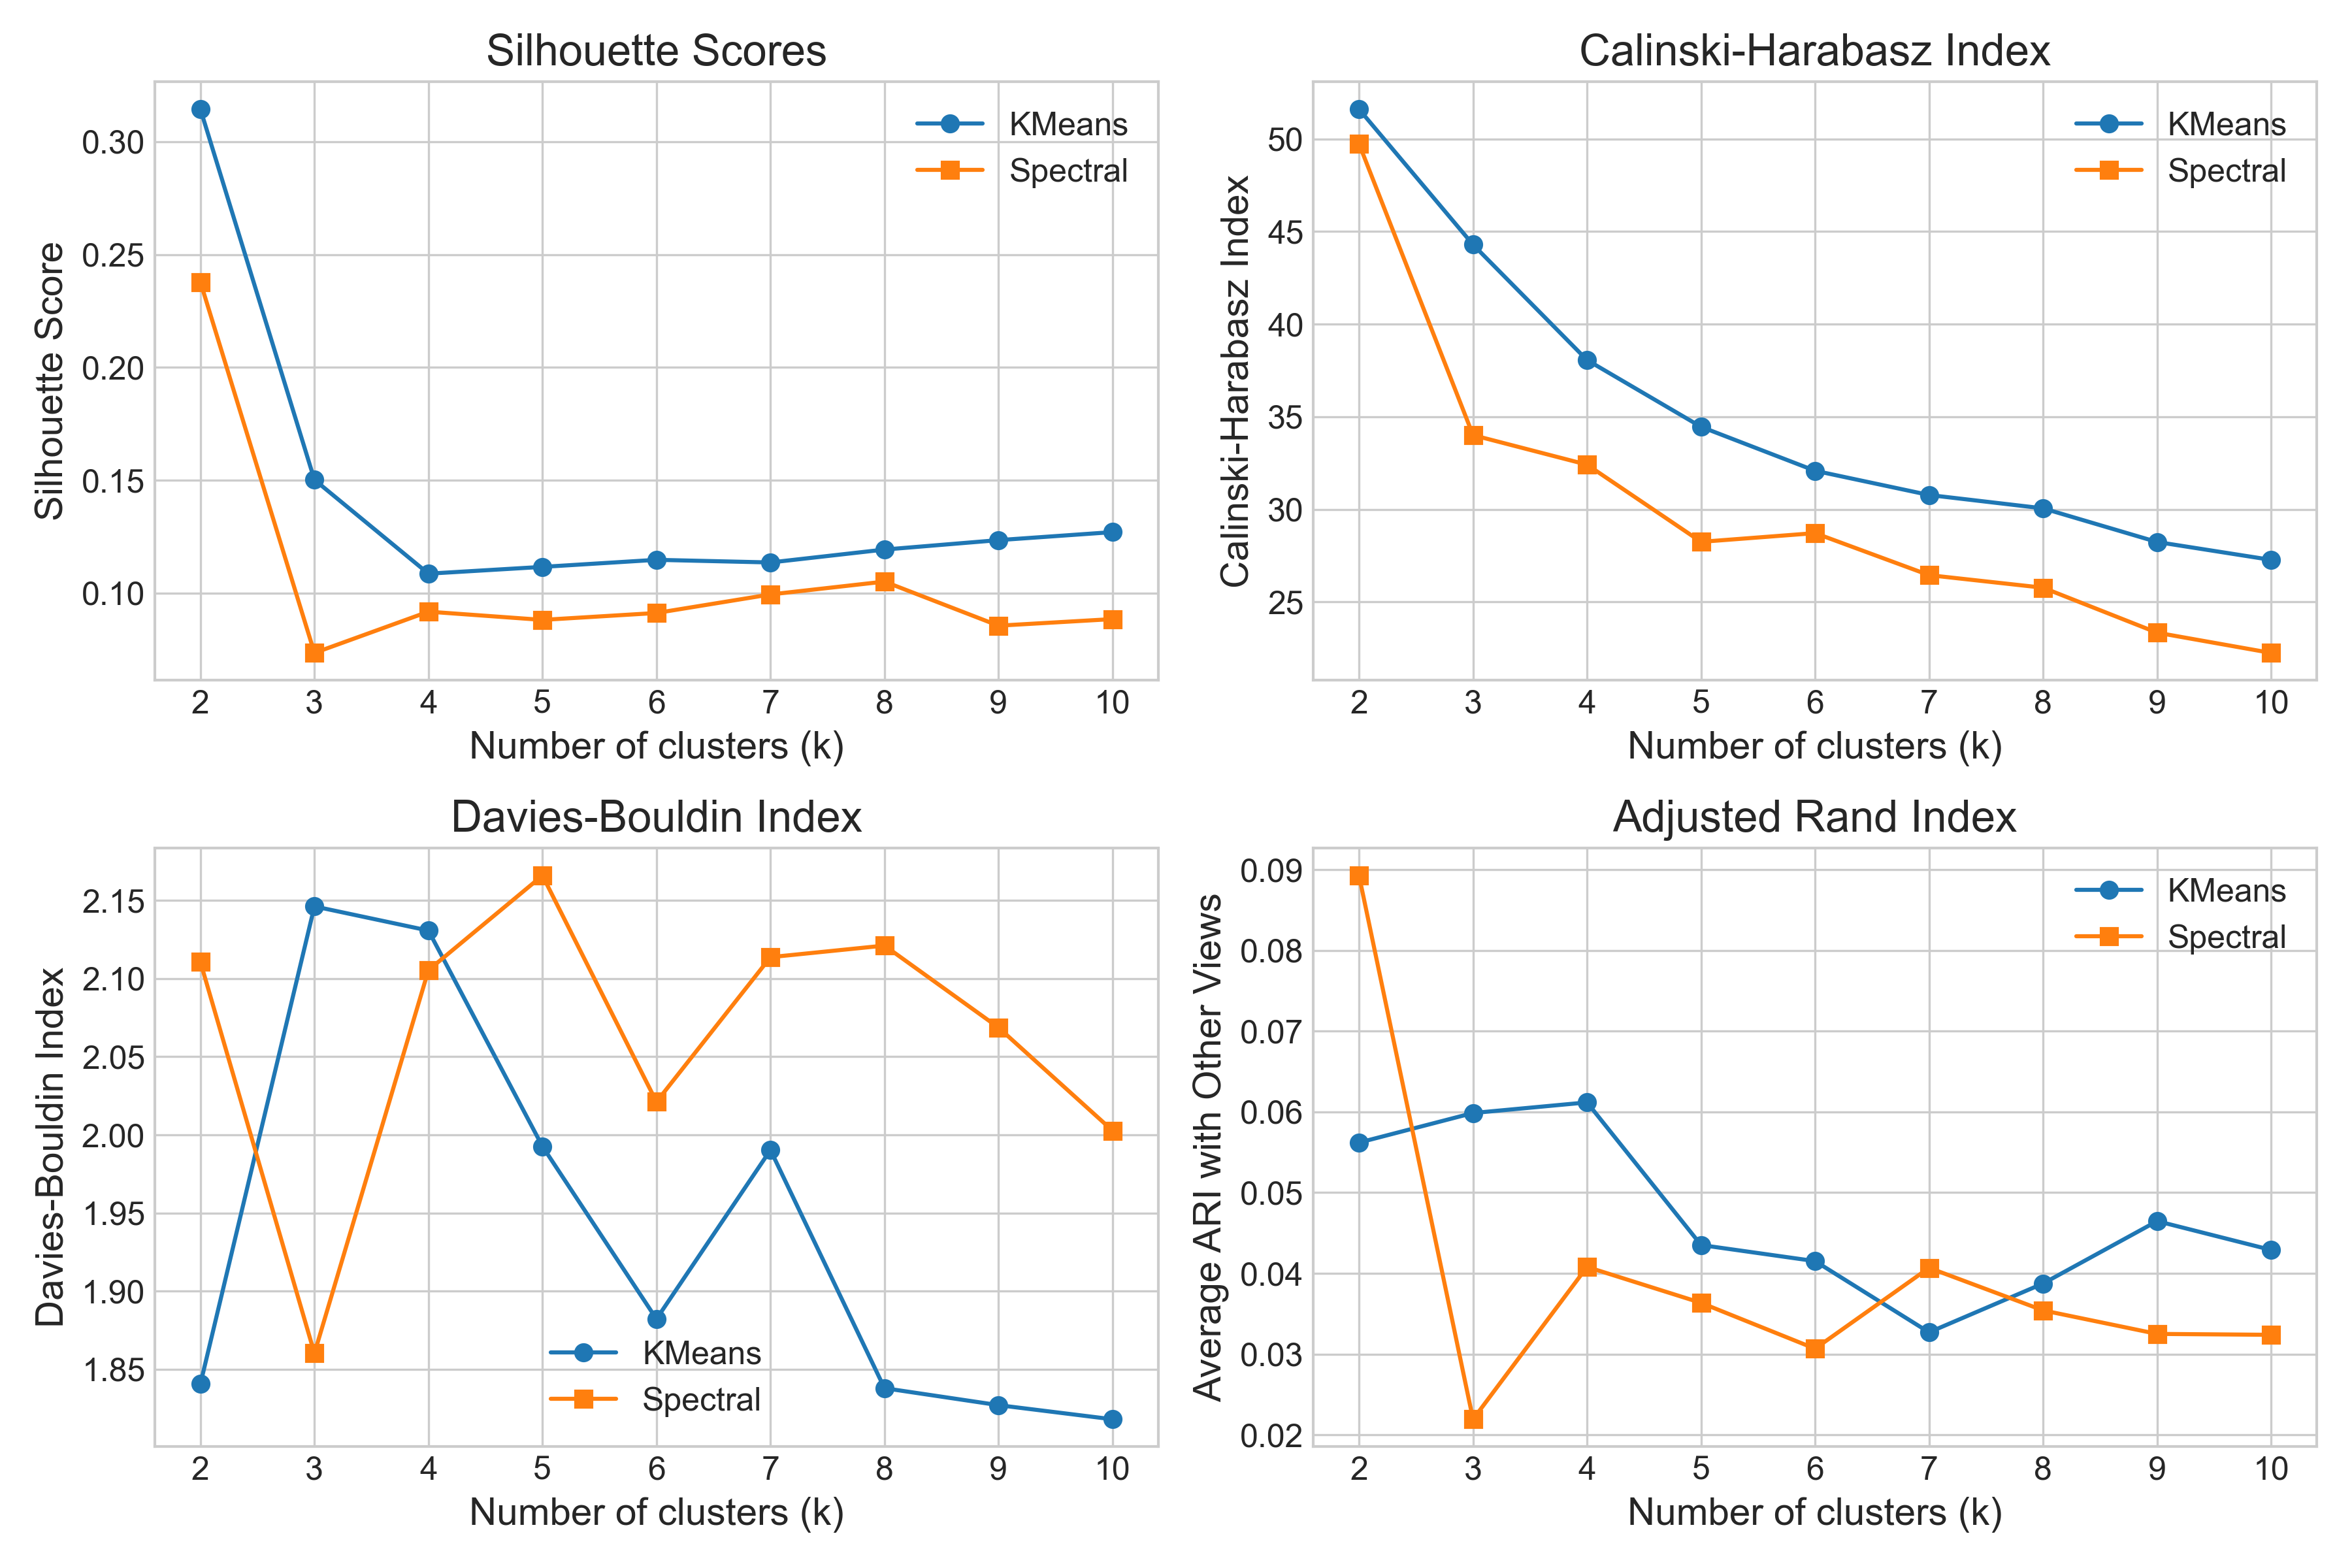 Silhouette Scores
Silhouette Score
0.30
0.25
0.20
0.15
0.10
KMeans
Spectral
2 3 4 5 6 7 8 9 10
Number of clusters (k)
Calinski-Harabasz Index
Calinski-Harabasz Index
50
45
40
35
30
25
KMeans
Spectral
2 3 4 5 6 7 8 9 10
Number of clusters (k)
Davies-Bouldin Index
Davies-Bouldin Index
2.15
2.10
2.05
2.00
1.95
1.90
1.85
KMeans
Spectral
2 3 4 5 6 7 8 9 10
Number of clusters (k)
Adjusted Rand Index
Average ARI with Other Views
0.09
0.08
0.07
0.06
0.05
0.04
0.03
0.02
KMeans
Spectral
2 3 4 5 6 7 8 9 10
Number of clusters (k)